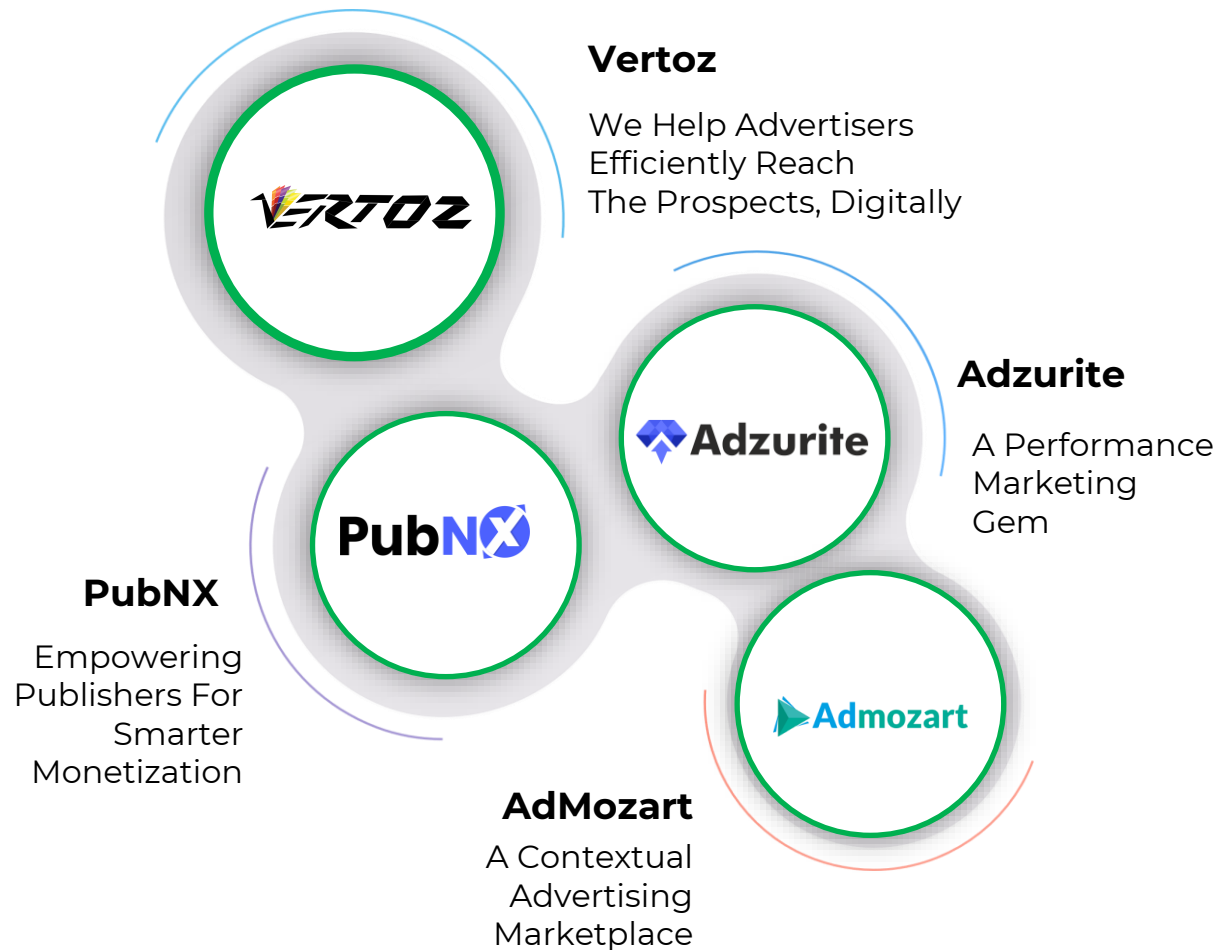 Vertoz
We Help Advertisers
Efficiently Reach
The Prospects, Digitally
VERTOZ
Adzurite
A Performance
Marketing
Gem
Adzurite
PubNX
PubNX
Empowering
Publishers For
Smarter
Monetization
Admozart
AdMozart
A Contextual
Advertising
Marketplace